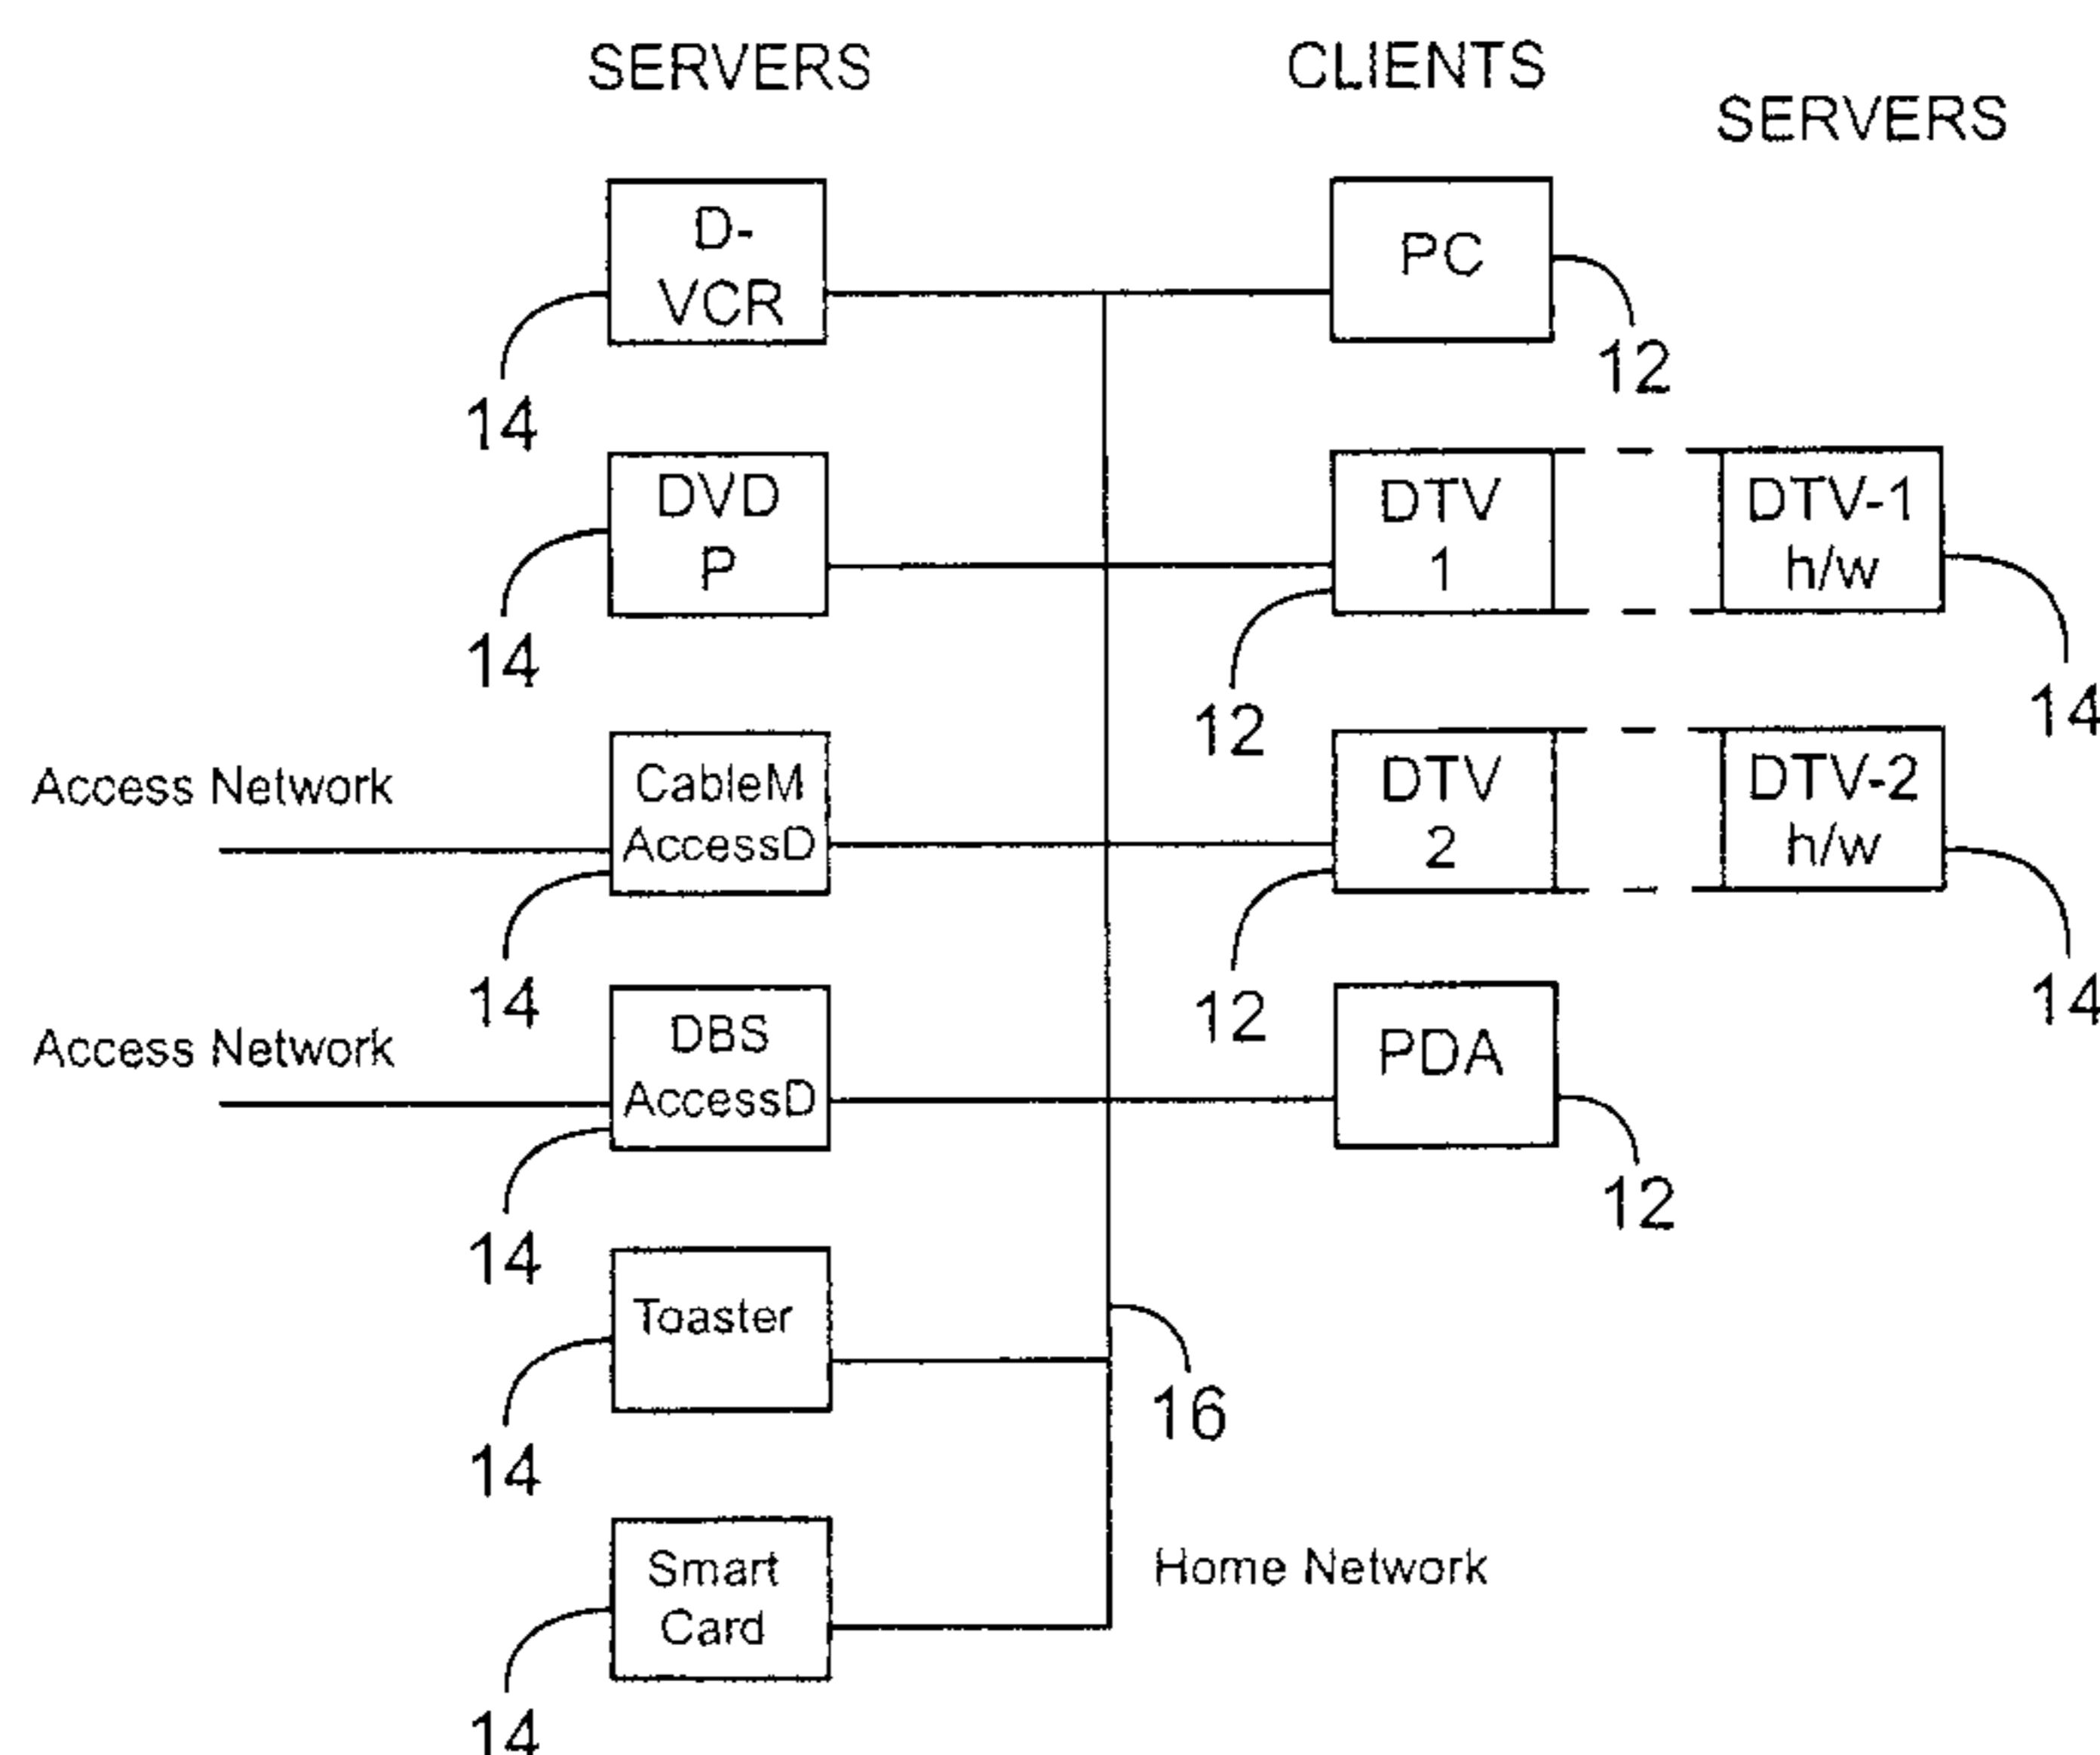 SERVERS
CLIENTS
SERVERS
D-
VCR
14
PC
12
DVD
P
14
DTV
1
12
DTV-1
h/w
14
Access Network
CableM
AccessD
14
DTV
2
12
DTV-2
h/w
14
Access Network
DBS
AccessD
14
PDA
12
Toaster
14
16
Smart
Card
14
Home Network